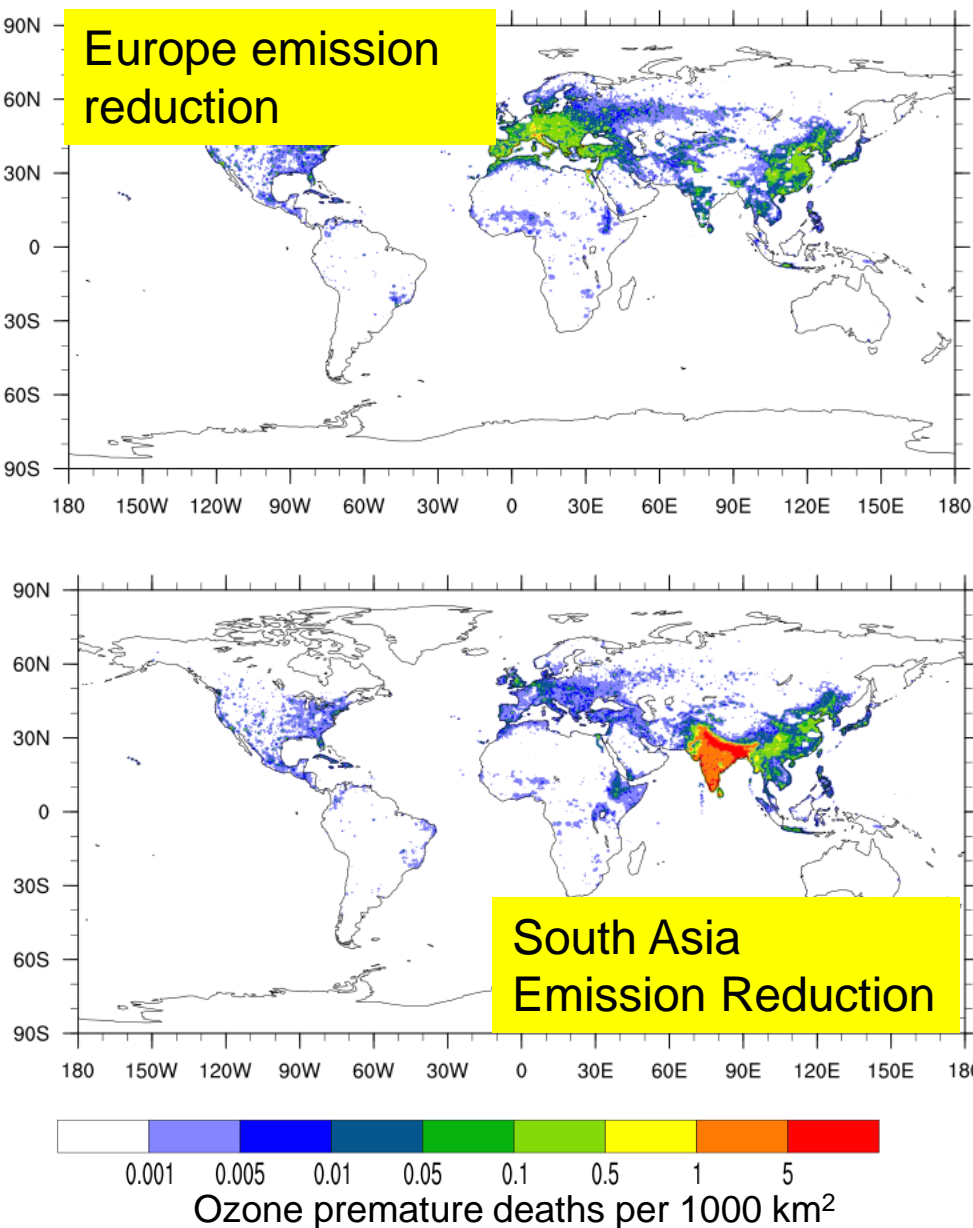 90N
Europe emission
reduction
60N
30N
0
30S
60S
90S
180 150W 120W 90W 60W 30W 0 30E 60E 90E 120E 150E 180
90N
60N
30N
0
30S
South Asia
60S
Emission Reduction
90S
180 150W 120W 90W 60W 30W 0 30E 60E 90E 120E 150E 180
0.001 0.005 0.01 0.05 0.1 0.5 1 5
Ozone premature deaths per 1000 km²